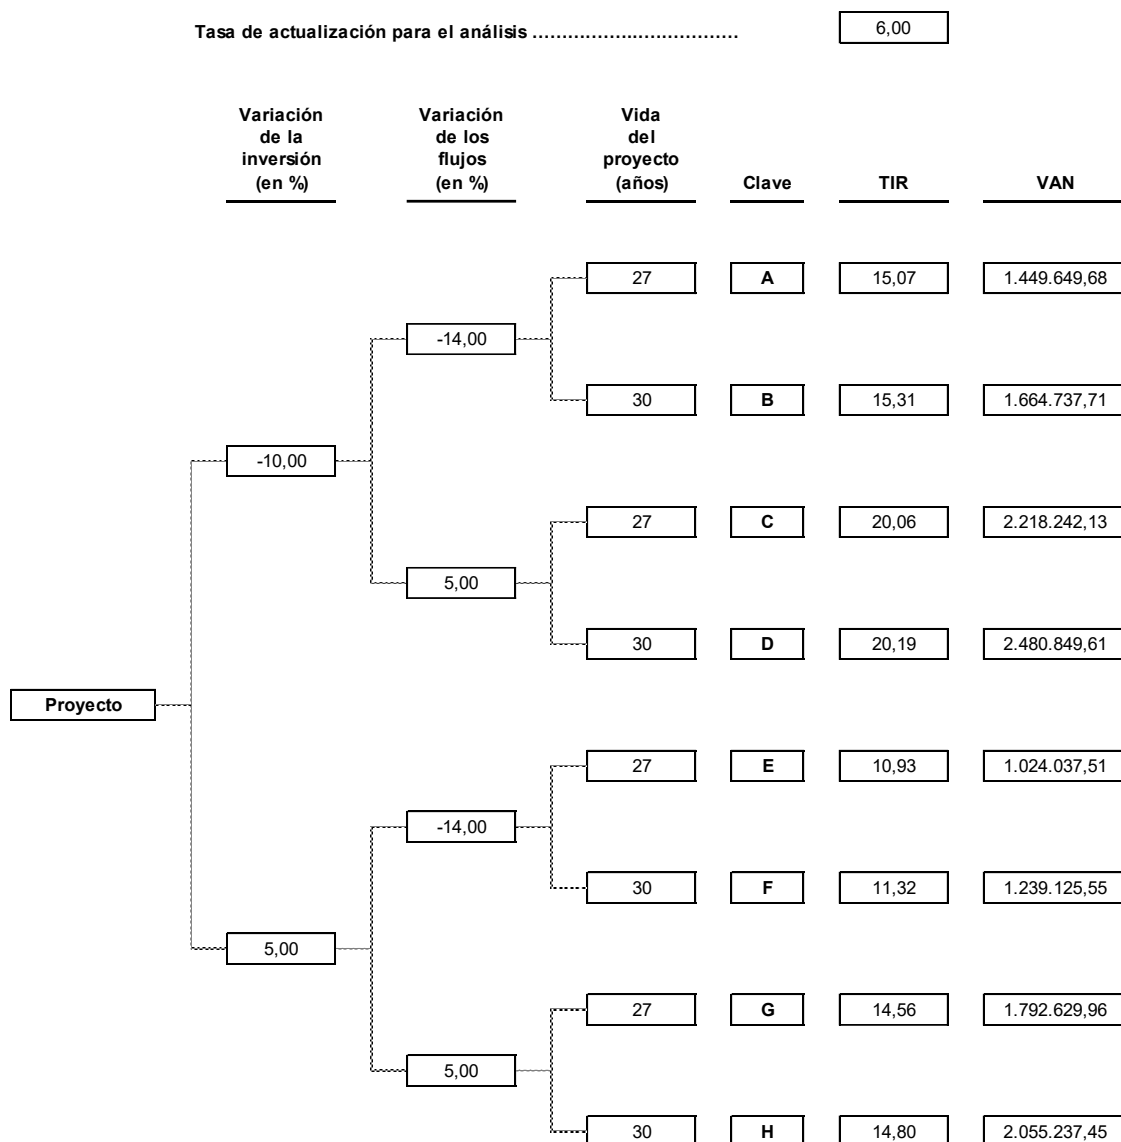 Tasa de actualización para el análisis ……………..….………… 6,00
Variación de la inversión (en %) Variación de los flujos (en %) Vida del proyecto (años) Clave TIR VAN
27 A 15,07 1.449.649,68
-14,00
30 B 15,31 1.664.737,71
-10,00
27 C 20,06 2.218.242,13
5,00
30 D 20,19 2.480.849,61
Proyecto
27 E 10,93 1.024.037,51
-14,00
30 F 11,32 1.239.125,55
5,00
27 G 14,56 1.792.629,96
5,00
30 H 14,80 2.055.237,45